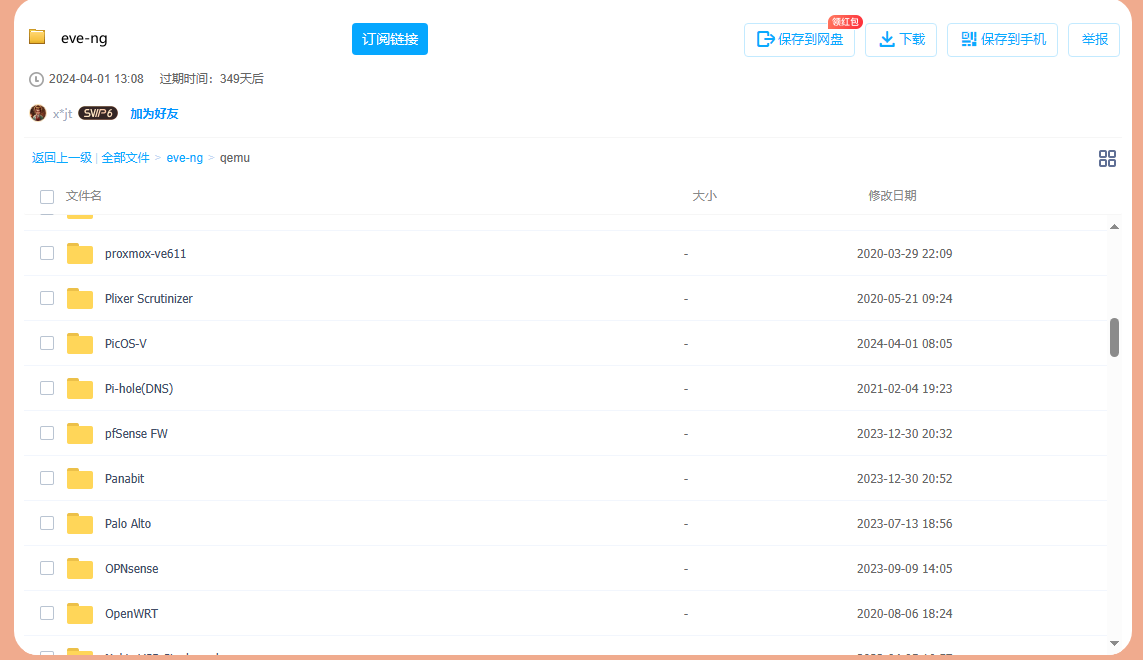 eve-ng
订阅链接
领红包
保存到网盘
下载
保存到手机
举报
2024-04-01 13:08 过期时间：349天后
x*jt SVIP6 加为好友
返回上一级 | 全部文件 > eve-ng > qemu
文件名 大小 修改日期
proxmox-ve611 - 2020-03-29 22:09
Plixer Scrutinizer - 2020-05-21 09:24
PicOS-V - 2024-04-01 08:05
Pi-hole(DNS) - 2021-02-04 19:23
pfSense FW - 2023-12-30 20:32
Panabit - 2023-12-30 20:52
Palo Alto - 2023-07-13 18:56
OPNsense - 2023-09-09 14:05
OpenWRT - 2020-08-06 18:24